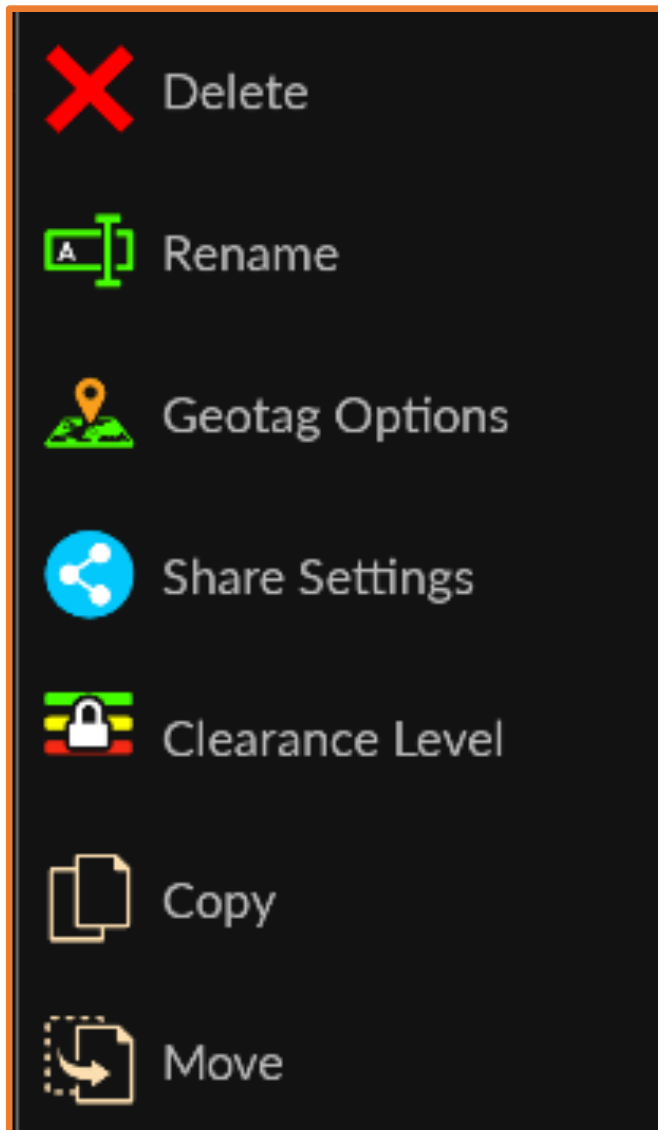 Delete
A
Rename
Geotag Options
Share Settings
Clearance Level
Copy
Move